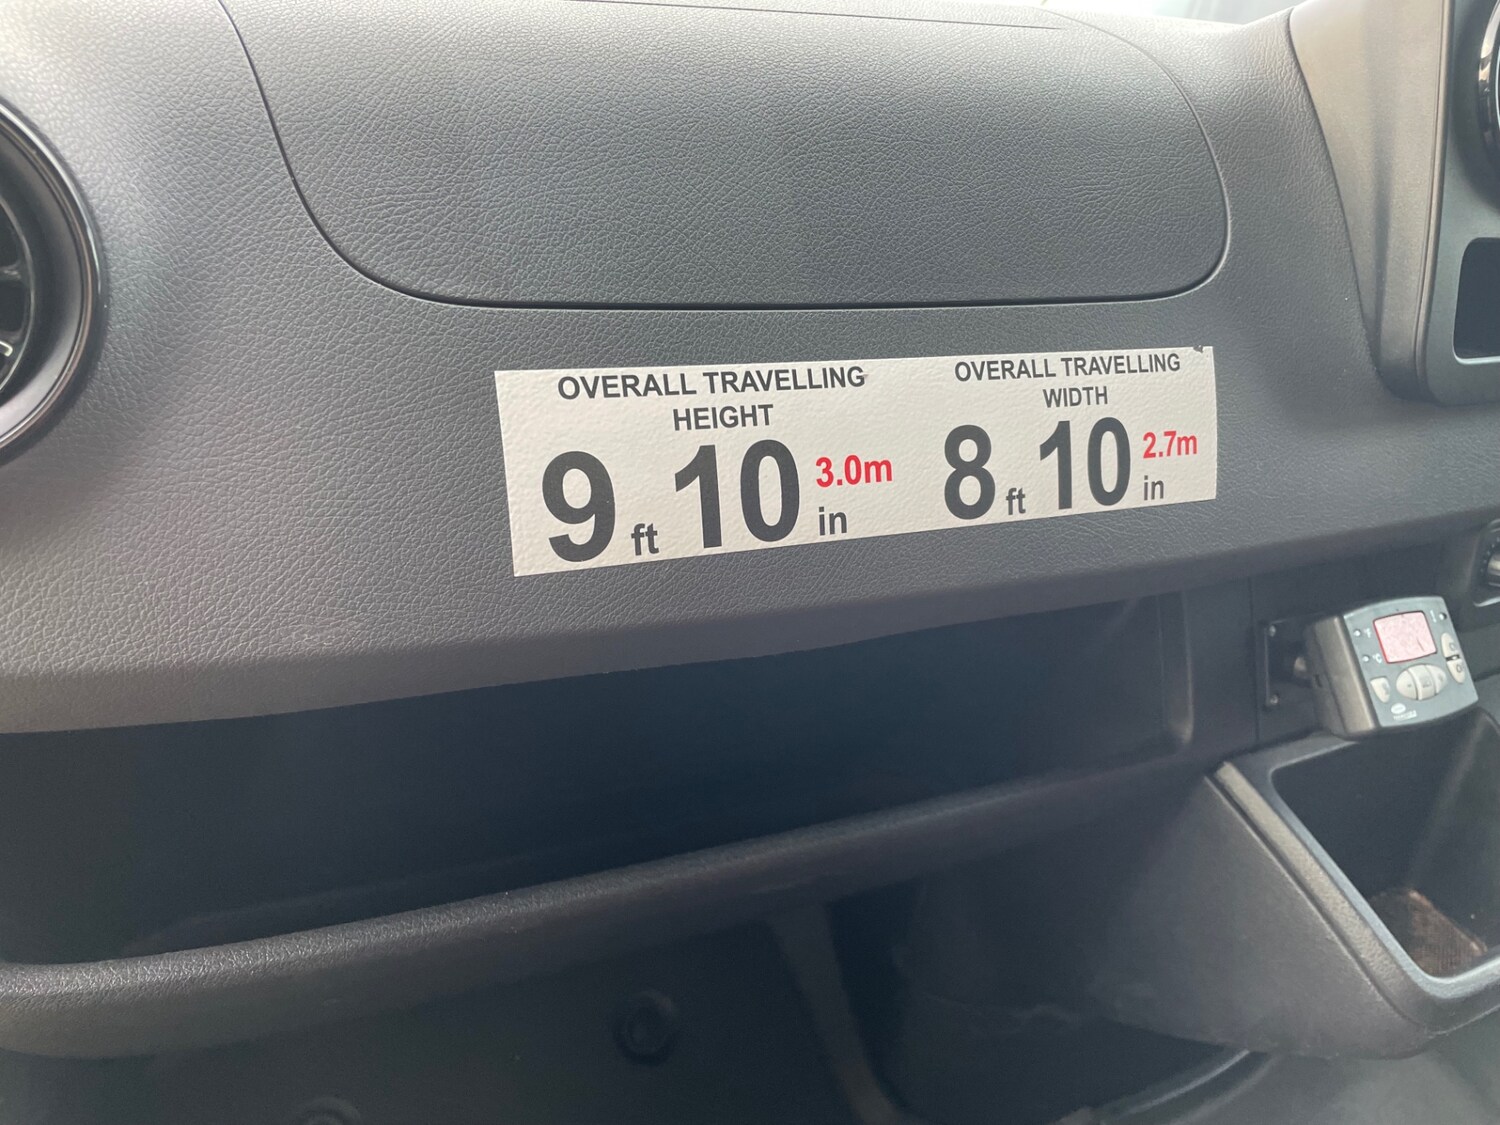 OVERALL TRAVELLING
HEIGHT
9 ft 10 in 3.0m
OVERALL TRAVELLING
WIDTH
8 ft 10 in 2.7m
°F
°C